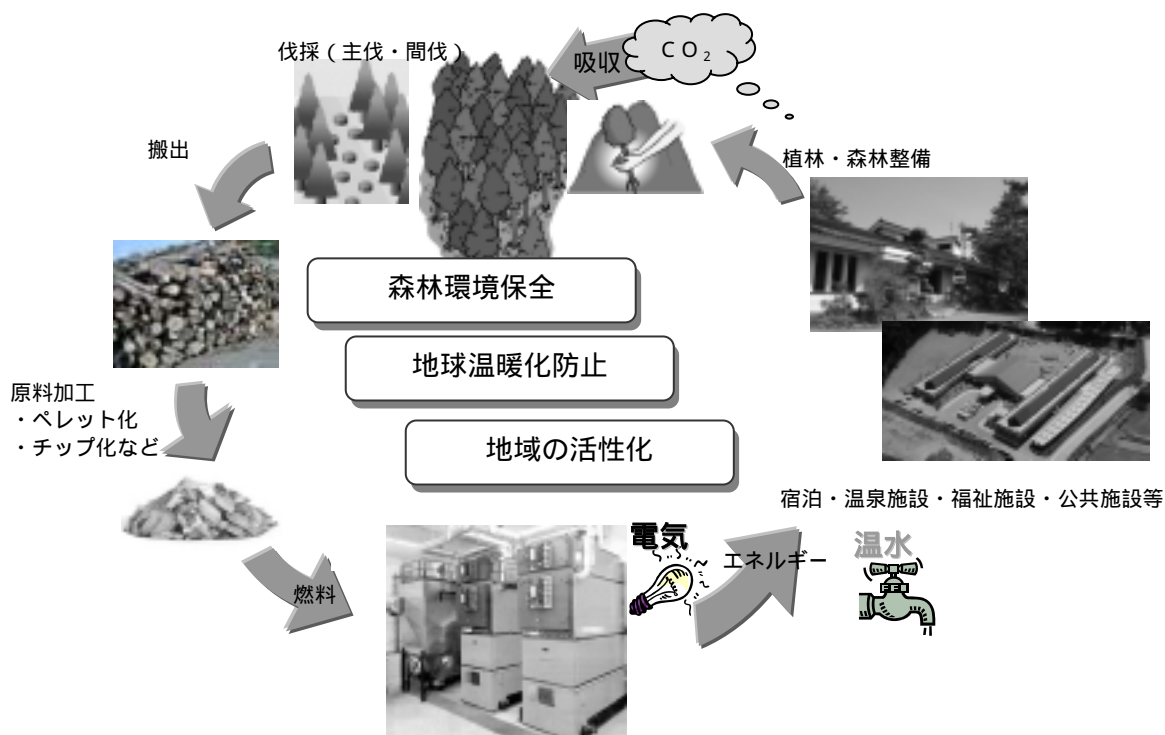 伐採（主伐・間伐）
吸収
ＣＯ₂
搬出
植林・森林整備
森林環境保全
地球温暖化防止
地域の活性化
原料加工
・ペレット化
・チップ化など
宿泊・温泉施設・福祉施設・公共施設等
電気
エネルギー
温水
燃料